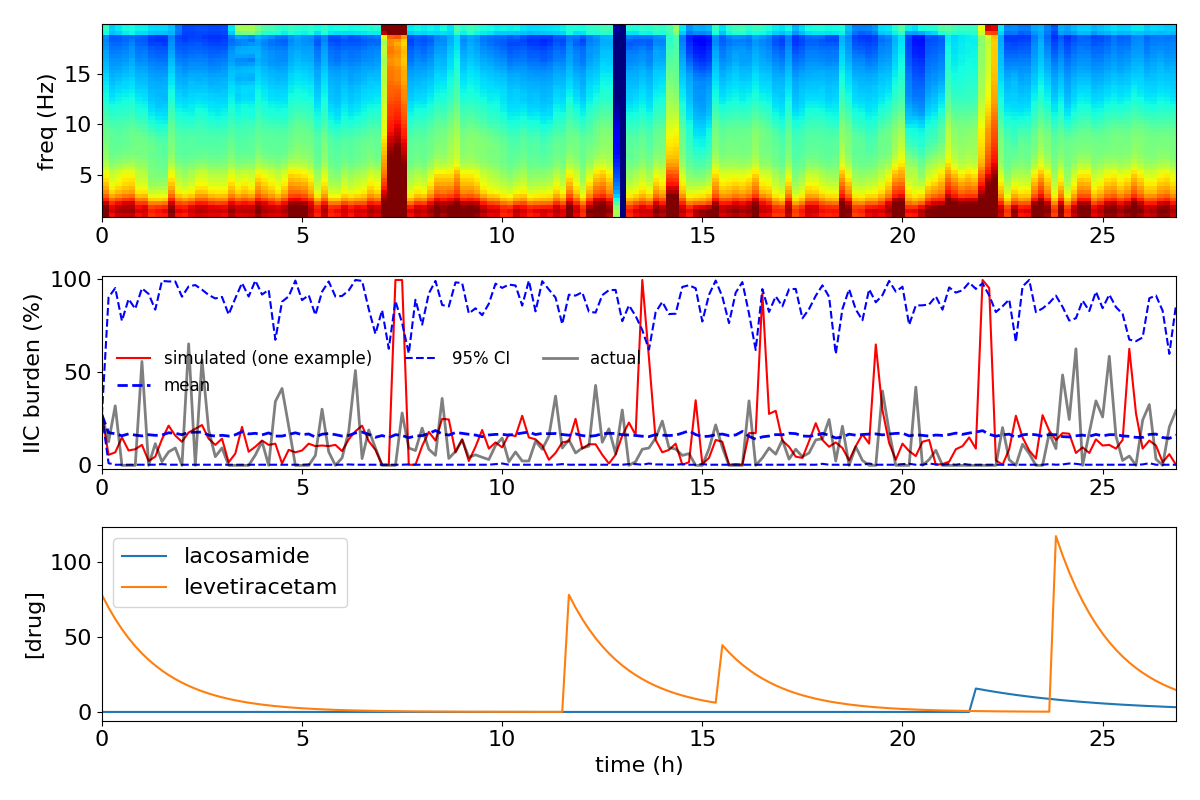 freq (Hz)
15
10
5
0 5 10 15 20 25
IIC burden (%)
100
50
0
simulated (one example) 95% CI actual
mean
0 5 10 15 20 25
[drug]
100
50
0
lacosamide
levetiracetam
0 5 10 15 20 25
time (h)